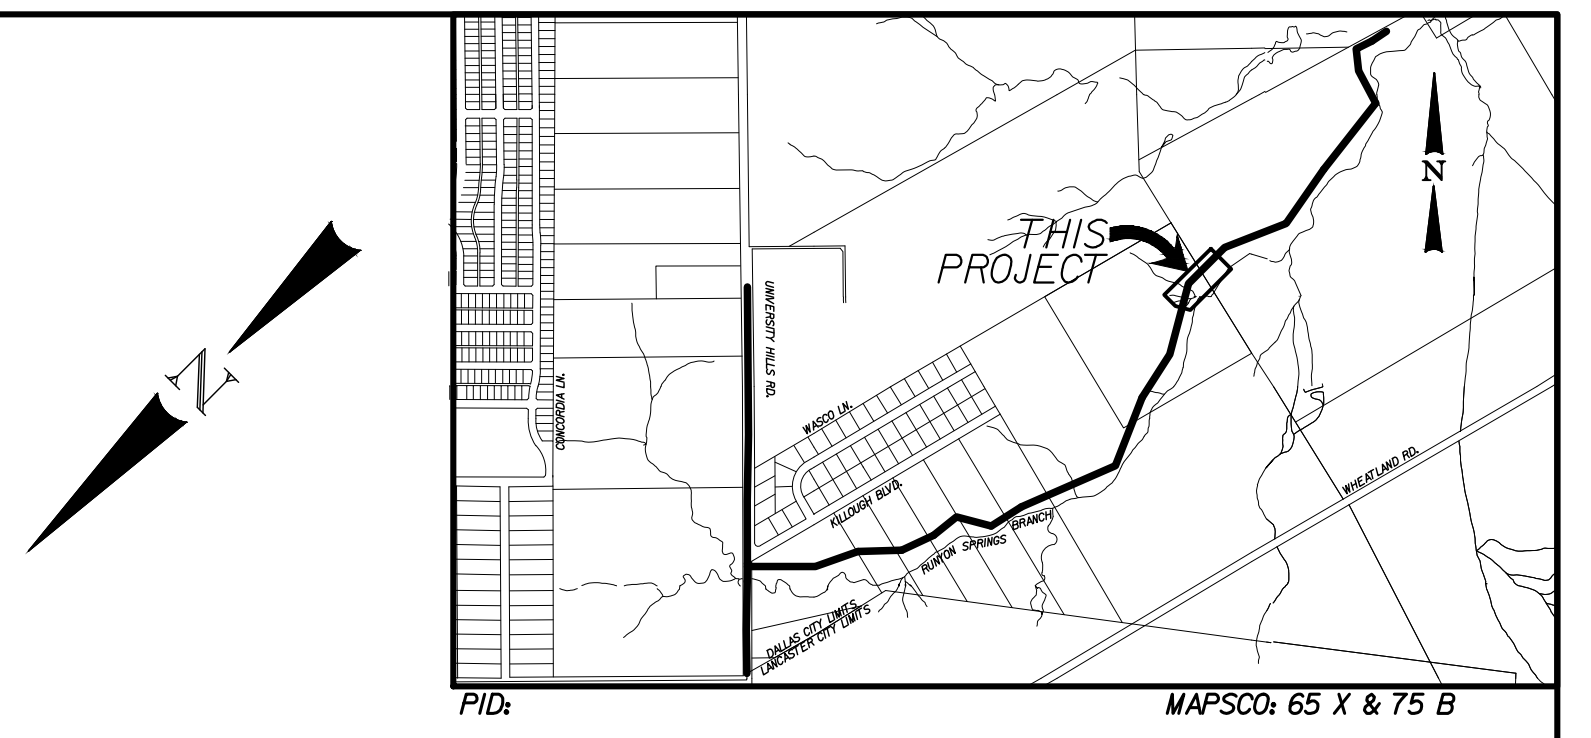 N
N
THIS
PROJECT
UNIVERSITY HILLS RD.
CONCORDIA LN.
WASCO LN.
KILLOUGH BLVD.
WHEATLAND RD.
RUNYON SPRINGS BRANCH
DALLAS CITY LIMITS
LANCASTER CITY LIMITS
PID:
MAPSCO: 65 X & 75 B